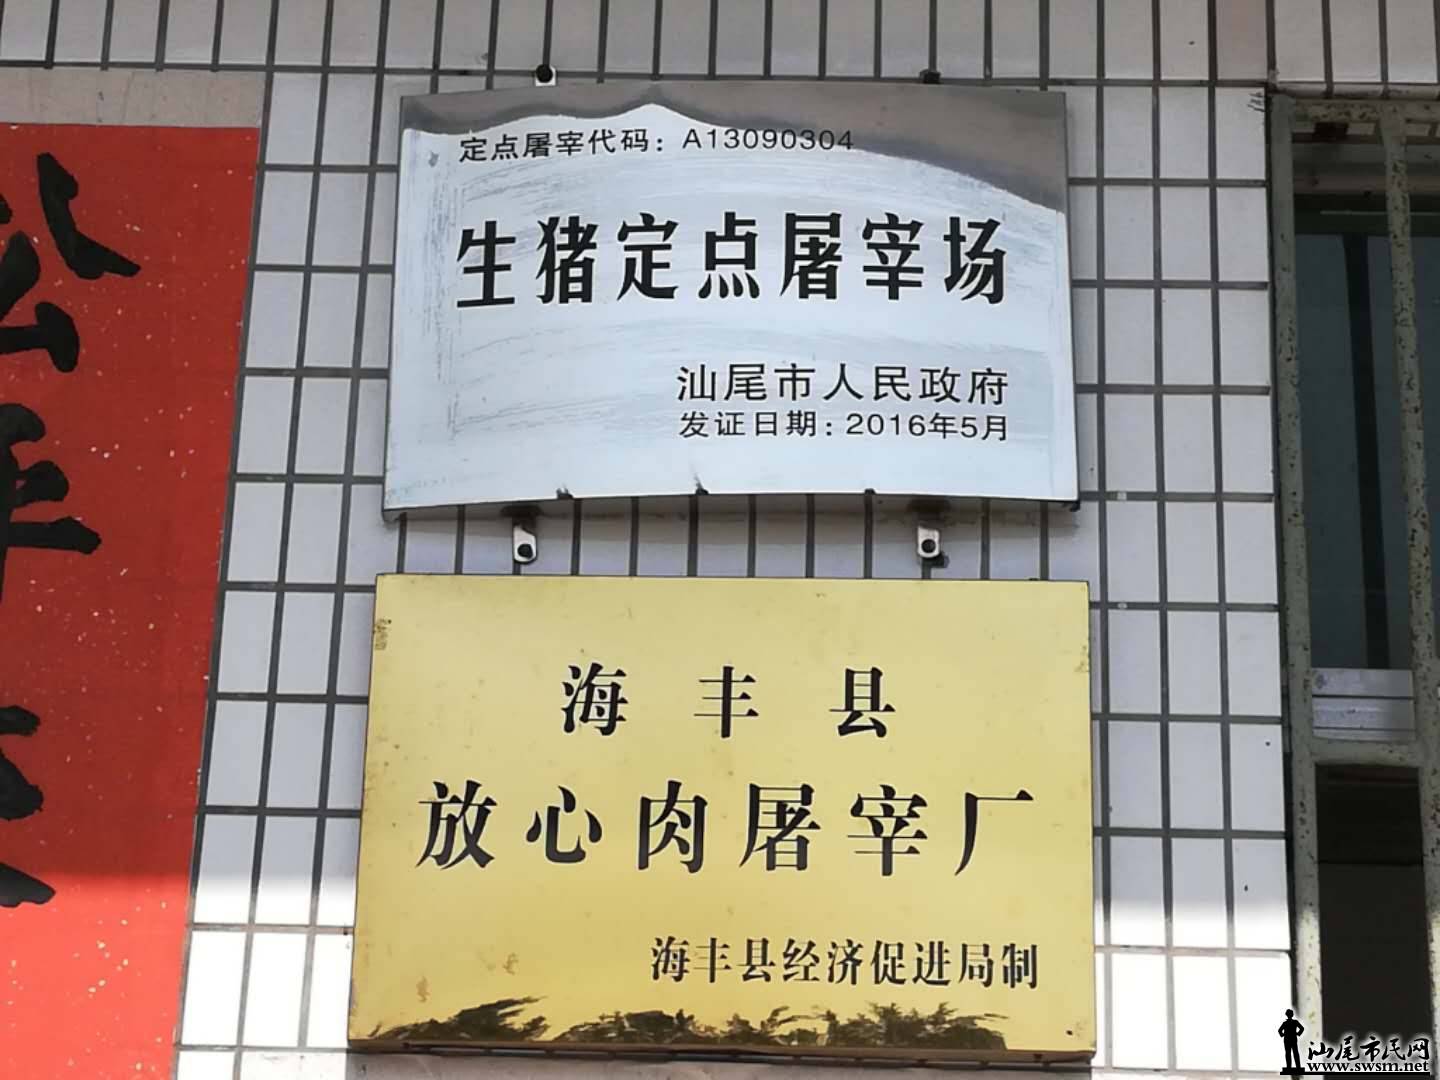 定点屠宰代码：A13090304
生猪定点屠宰场
汕尾市人民政府
发证日期：2016年5月
海丰县
放心肉屠宰厂
海丰县经济促进局制
公平
汕尾市民网
www.swsm.net